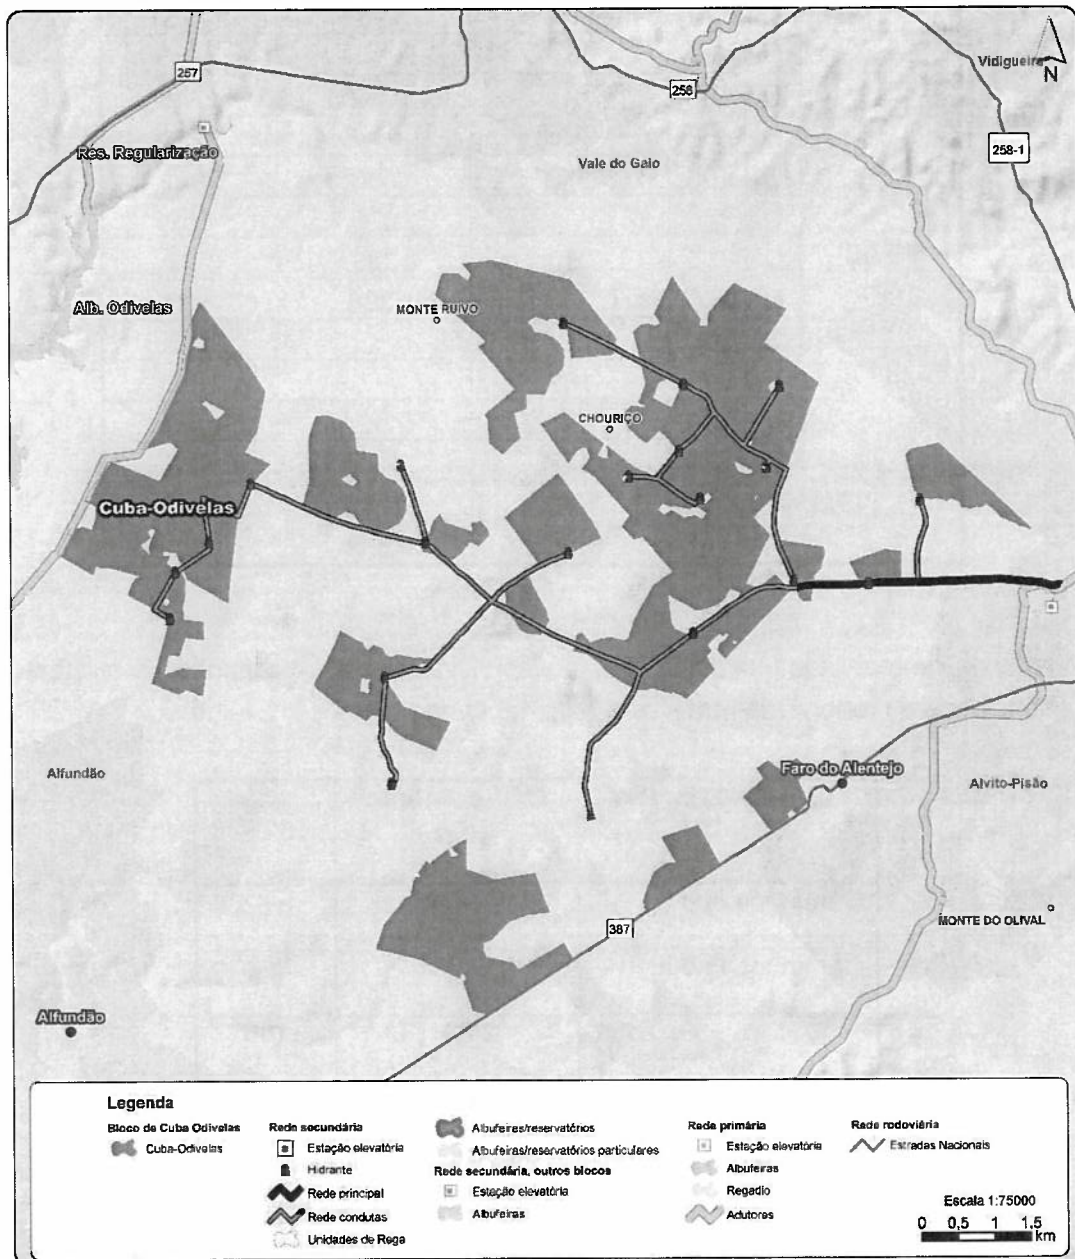 Vidigueira
N
257
258
258-1
Res. Regularização
Vale do Gaio
Alb. Odivelas
MONTE RUIVO
CHOURIÇO
Cuba-Odivelas
Alfundão
Faro do Alentejo
Alvito-Pisão
MONTE DO OLIVAL
387
Alfundão
Legenda
Bloco de Cuba Odivelas
Cuba-Odivelas
Rede secundária
Estação elevatória
Hidrante
Rede principal
Rede condutas
Unidades de Rega
Albufeiras/reservatórios
Albufeiras/reservatórios particulares
Rede secundária, outros blocos
Estação elevatória
Albufeiras
Rede primária
Estação elevatória
Albufeiras
Regadio
Adutores
Rede rodoviária
Estradas Nacionais
Escala 1:75000
0 0,5 1 1,5
km